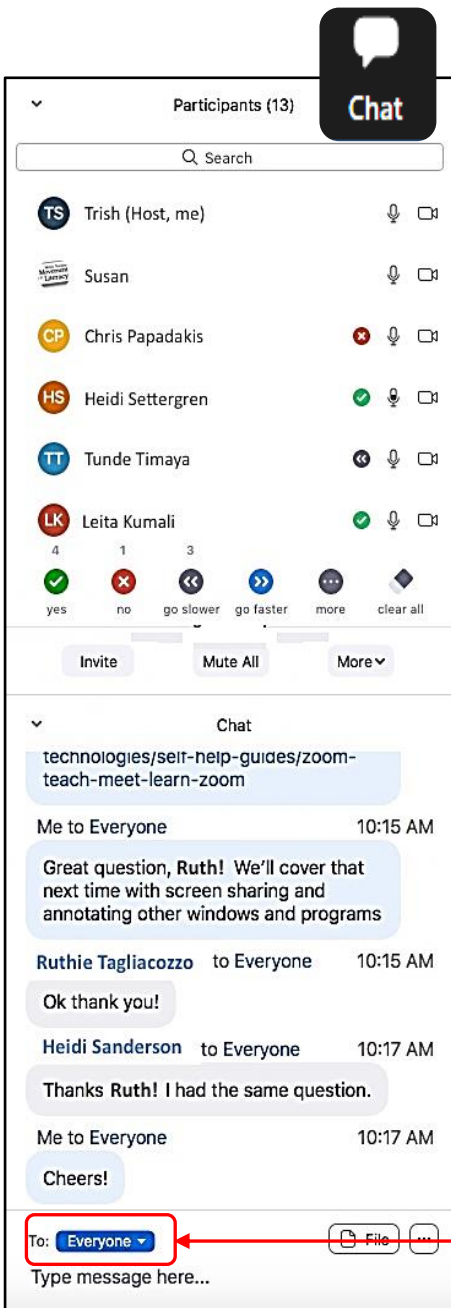 Chat
Participants (13)
Search
TS Trish (Host, me)
Movement
Literacy
Susan
CP Chris Papadakis
HS Heidi Settergren
TT Tunde Timaya
LK Leita Kumali
4 1 3
yes no go slower go faster more clear all
Invite Mute All More
Chat
technologies/self-help-guides/zoom-
teach-meet-learn-zoom
Me to Everyone 10:15 AM
Great question, Ruth! We'll cover that
next time with screen sharing and
annotating other windows and programs
Ruthie Tagliacozzo to Everyone 10:15 AM
Ok thank you!
Heidi Sanderson to Everyone 10:17 AM
Thanks Ruth! I had the same question.
Me to Everyone 10:17 AM
Cheers!
To: Everyone File ...
Type message here...